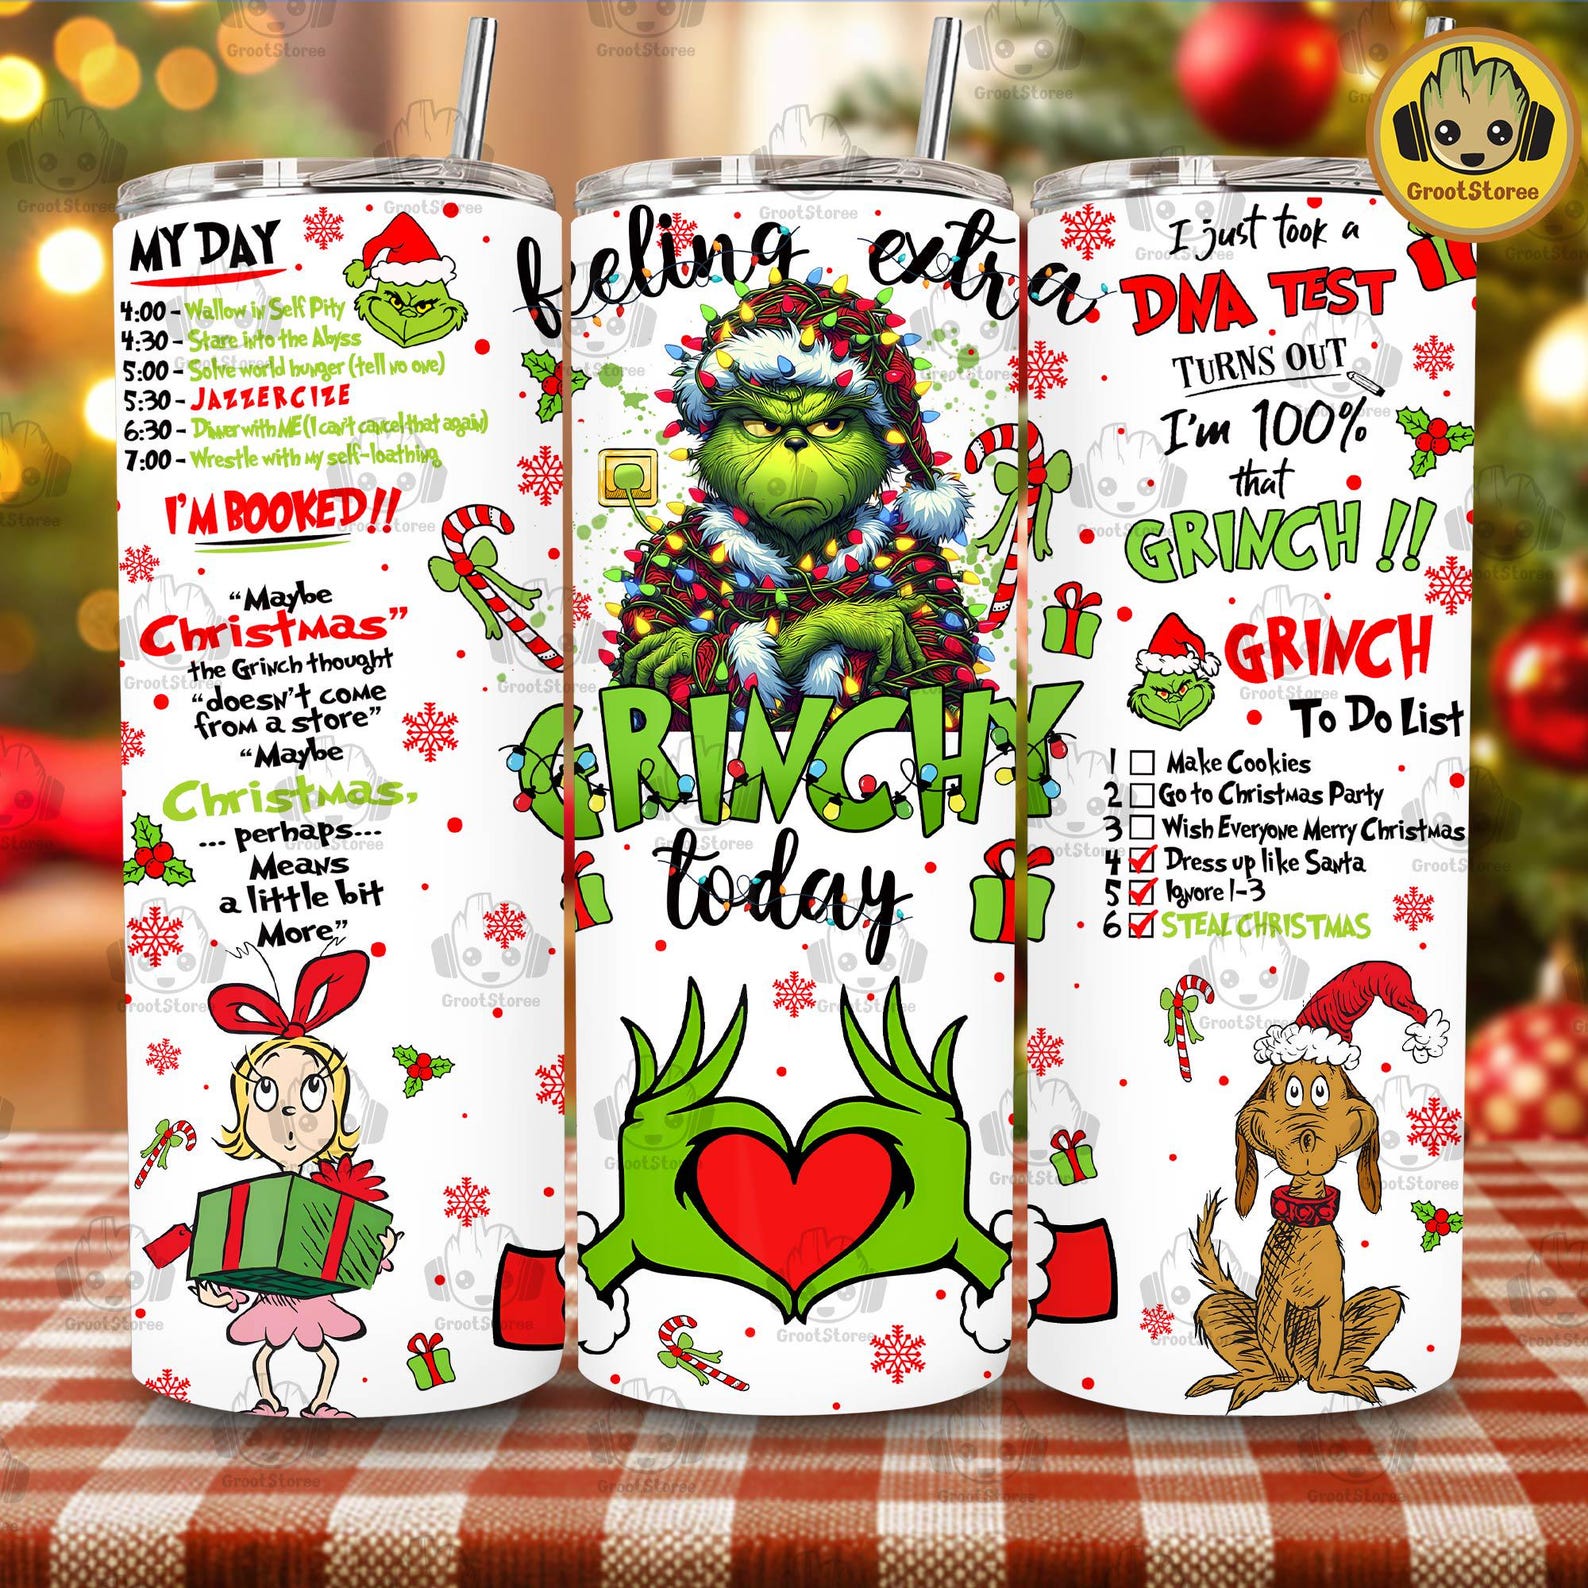 MY DAY
4:00 - Wallow in Self Pity
4:30 - Stare into the Abyss
5:00 - Solve world hunger (tell no one)
5:30 - JAZZERCIZE
6:30 - Dinner with ME (I can't cancel that again)
7:00 - Wrestle with my self-loathing
I'M BOOKED!!
"Maybe
Christmas"
the Grinch thought
"doesn't come
from a store"
"Maybe
Christmas,
... perhaps...
Means
a little bit
More"
feeling extra
GRINCHY
today
I just took a
DNA TEST
TURNS OUT
I'm 100%
that
GRINCH !!
GRINCH
To Do List
1 Make Cookies
2 Go to Christmas Party
3 Wish Everyone Merry Christmas
4 Dress up like Santa
5 Ignore 1-3
6 STEAL CHRISTMAS
GrootStoree